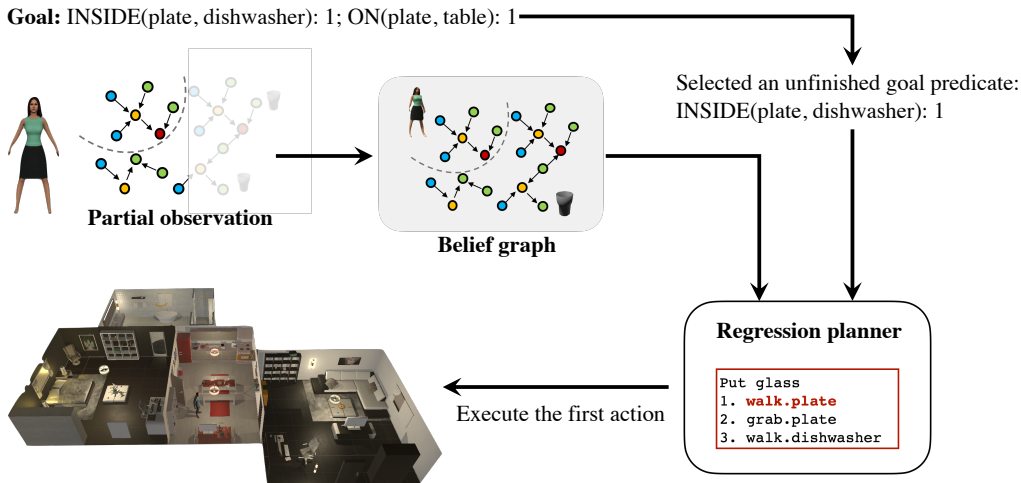 Goal: INSIDE(plate, dishwasher): 1; ON(plate, table): 1
Selected an unfinished goal predicate:
INSIDE(plate, dishwasher): 1
Partial observation
Belief graph
Regression planner
Put glass
1. walk.plate
2. grab.plate
3. walk.dishwasher
Execute the first action